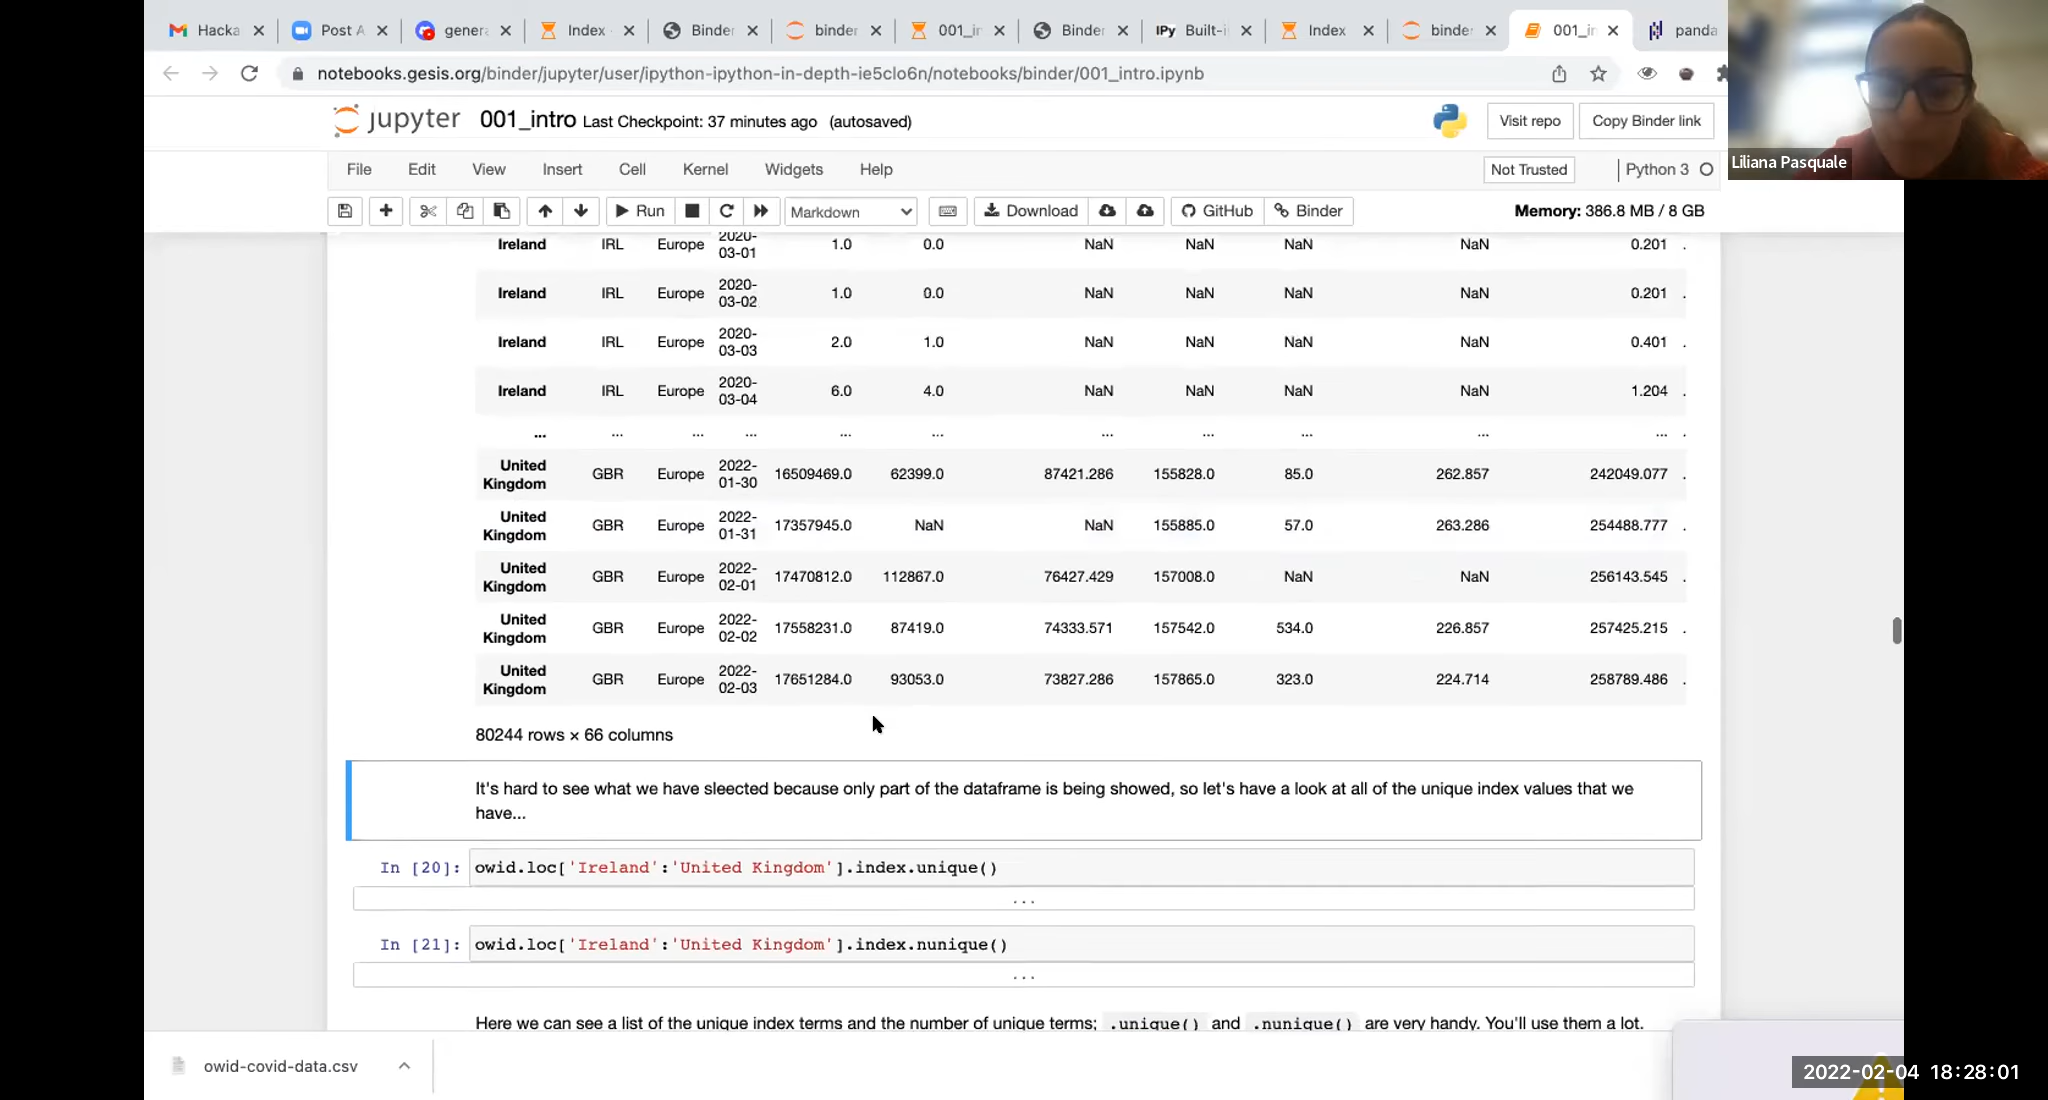 Hacka Post A gener Index Binder binder 001_in Binder IPy Built-i Index binder 001_in panda
notebooks.gesis.org/binder/jupyter/user/ipython-ipython-in-depth-ie5clo6n/notebooks/binder/001_intro.ipynb
Liliana Pasquale
jupyter 001_intro Last Checkpoint: 37 minutes ago (autosaved) Visit repo Copy Binder link
File Edit View Insert Cell Kernel Widgets Help Not Trusted Python 3
Run Markdown Download GitHub Binder Memory: 386.8 MB / 8 GB
Ireland IRL Europe 2020-03-01 1.0 0.0 NaN NaN NaN NaN 0.201 .
Ireland IRL Europe 2020-03-02 1.0 0.0 NaN NaN NaN NaN 0.201 .
Ireland IRL Europe 2020-03-03 2.0 1.0 NaN NaN NaN NaN 0.401 .
Ireland IRL Europe 2020-03-04 6.0 4.0 NaN NaN NaN NaN 1.204 .
... ... ... ... ... ... ... ... ... ... ... .
United Kingdom GBR Europe 2022-01-30 16509469.0 62399.0 87421.286 155828.0 85.0 262.857 242049.077 .
United Kingdom GBR Europe 2022-01-31 17357945.0 NaN NaN 155885.0 57.0 263.286 254488.777 .
United Kingdom GBR Europe 2022-02-01 17470812.0 112867.0 76427.429 157008.0 NaN NaN 256143.545 .
United Kingdom GBR Europe 2022-02-02 17558231.0 87419.0 74333.571 157542.0 534.0 226.857 257425.215 .
United Kingdom GBR Europe 2022-02-03 17651284.0 93053.0 73827.286 157865.0 323.0 224.714 258789.486 .
80244 rows × 66 columns
It's hard to see what we have sleected because only part of the dataframe is being showed, so let's have a look at all of the unique index values that we
have...
In [20]: owid.loc['Ireland':'United Kingdom'].index.unique()
...
In [21]: owid.loc['Ireland':'United Kingdom'].index.nunique()
...
Here we can see a list of the unique index terms and the number of unique terms; .unique() and .nunique() are very handy. You'll use them a lot.
owid-covid-data.csv
2022-02-04 18:28:01